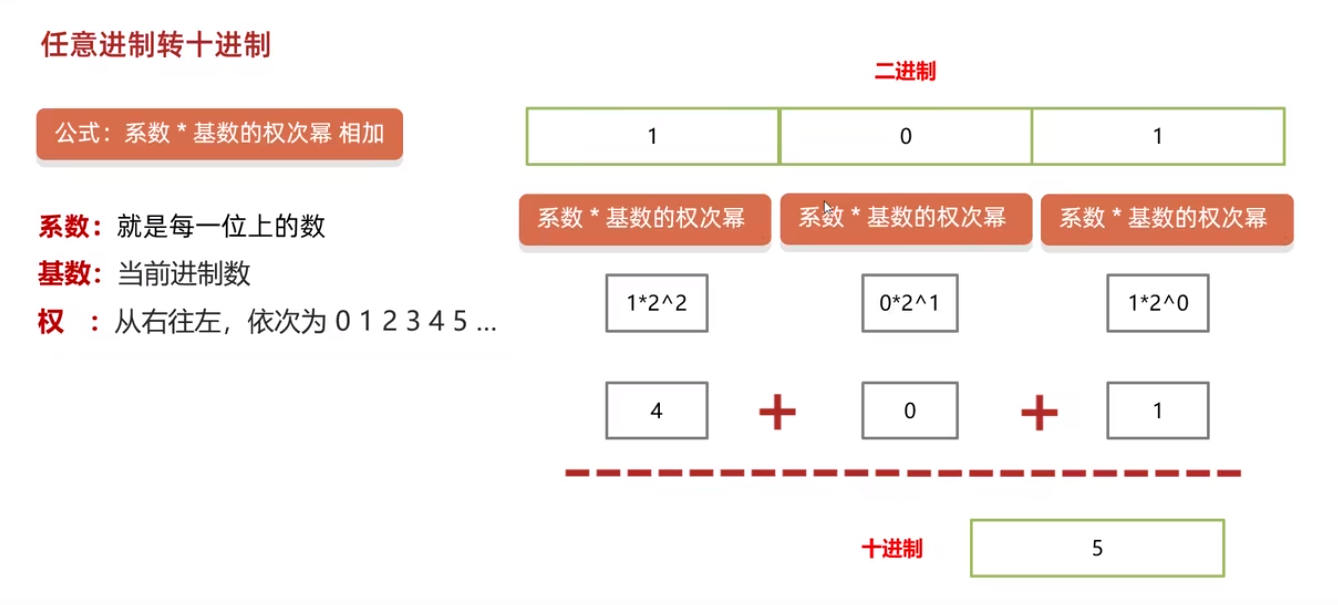 任意进制转十进制
公式：系数 * 基数的权次幂 相加
系数：就是每一位上的数
基数：当前进制数
权 ：从右往左，依次为 0 1 2 3 4 5 ...
二进制
1 0 1
系数 * 基数的权次幂 系数 * 基数的权次幂 系数 * 基数的权次幂
1*2^2 0*2^1 1*2^0
4 + 0 + 1
十进制 5